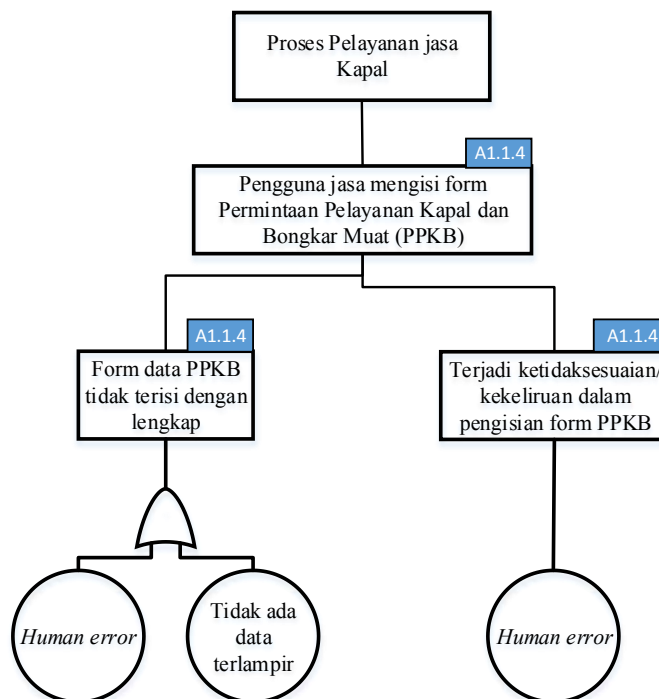 Proses Pelayanan jasa
Kapal
A1.1.4
Pengguna jasa mengisi form
Permintaan Pelayanan Kapal dan
Bongkar Muat (PPKB)
A1.1.4
Form data PPKB
tidak terisi dengan
lengkap
A1.1.4
Terjadi ketidaksesuaian/
kekeliruan dalam
pengisian form PPKB
Human error
Tidak ada
data
terlampir
Human error